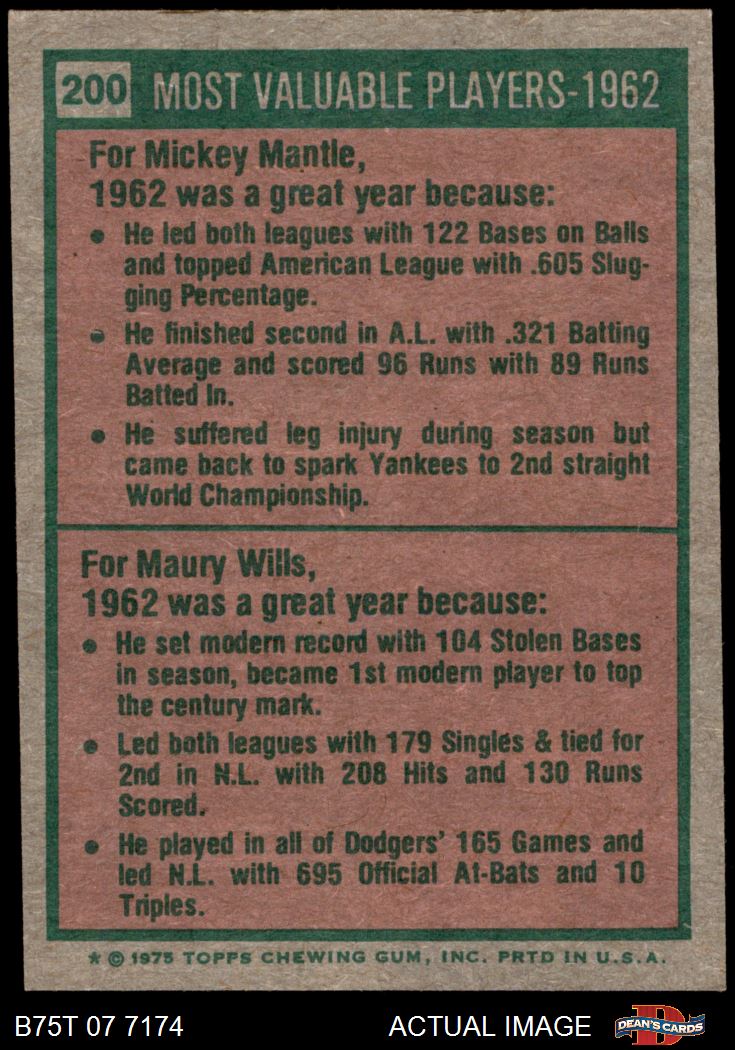 200 MOST VALUABLE PLAYERS-1962
For Mickey Mantle,
1962 was a great year because:
• He led both leagues with 122 Bases on Balls
and topped American League with .605 Slug-
ging Percentage.
• He finished second in A.L. with .321 Batting
Average and scored 96 Runs with 89 Runs
Batted In.
• He suffered leg injury during season but
came back to spark Yankees to 2nd straight
World Championship.
For Maury Wills,
1962 was a great year because:
• He set modern record with 104 Stolen Bases
in season, became 1st modern player to top
the century mark.
• Led both leagues with 179 Singles & tied for
2nd in N.L. with 208 Hits and 130 Runs
Scored.
• He played in all of Dodgers' 165 Games and
led N.L. with 695 Official At-Bats and 10
Triples.
* © 1975 TOPPS CHEWING GUM, INC. PRTD IN U.S.A.
B75T 07 7174 ACTUAL IMAGE DEAN'S CARDS